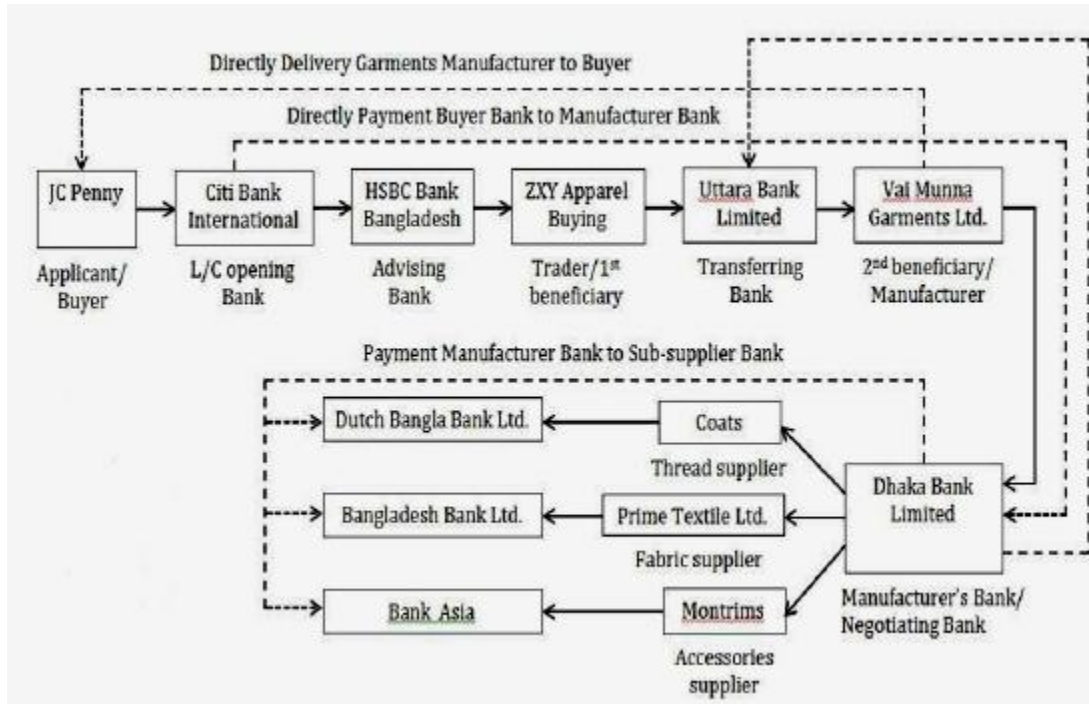 Directly Delivery Garments Manufacturer to Buyer
Directly Payment Buyer Bank to Manufacturer Bank
JC Penny
Applicant/
Buyer
Citi Bank
International
L/C opening
Bank
HSBC Bank
Bangladesh
Advising
Bank
ZXY Apparel
Buying
Trader/1st
beneficiary
Uttara Bank
Limited
Transferring
Bank
Vai Munna
Garments Ltd.
2nd beneficiary/
Manufacturer
Payment Manufacturer Bank to Sub-supplier Bank
Dutch Bangla Bank Ltd.
Coats
Thread supplier
Dhaka Bank
Limited
Manufacturer's Bank/
Negotiating Bank
Bangladesh Bank Ltd.
Prime Textile Ltd.
Fabric supplier
Bank Asia
Montrims
Accessories
supplier